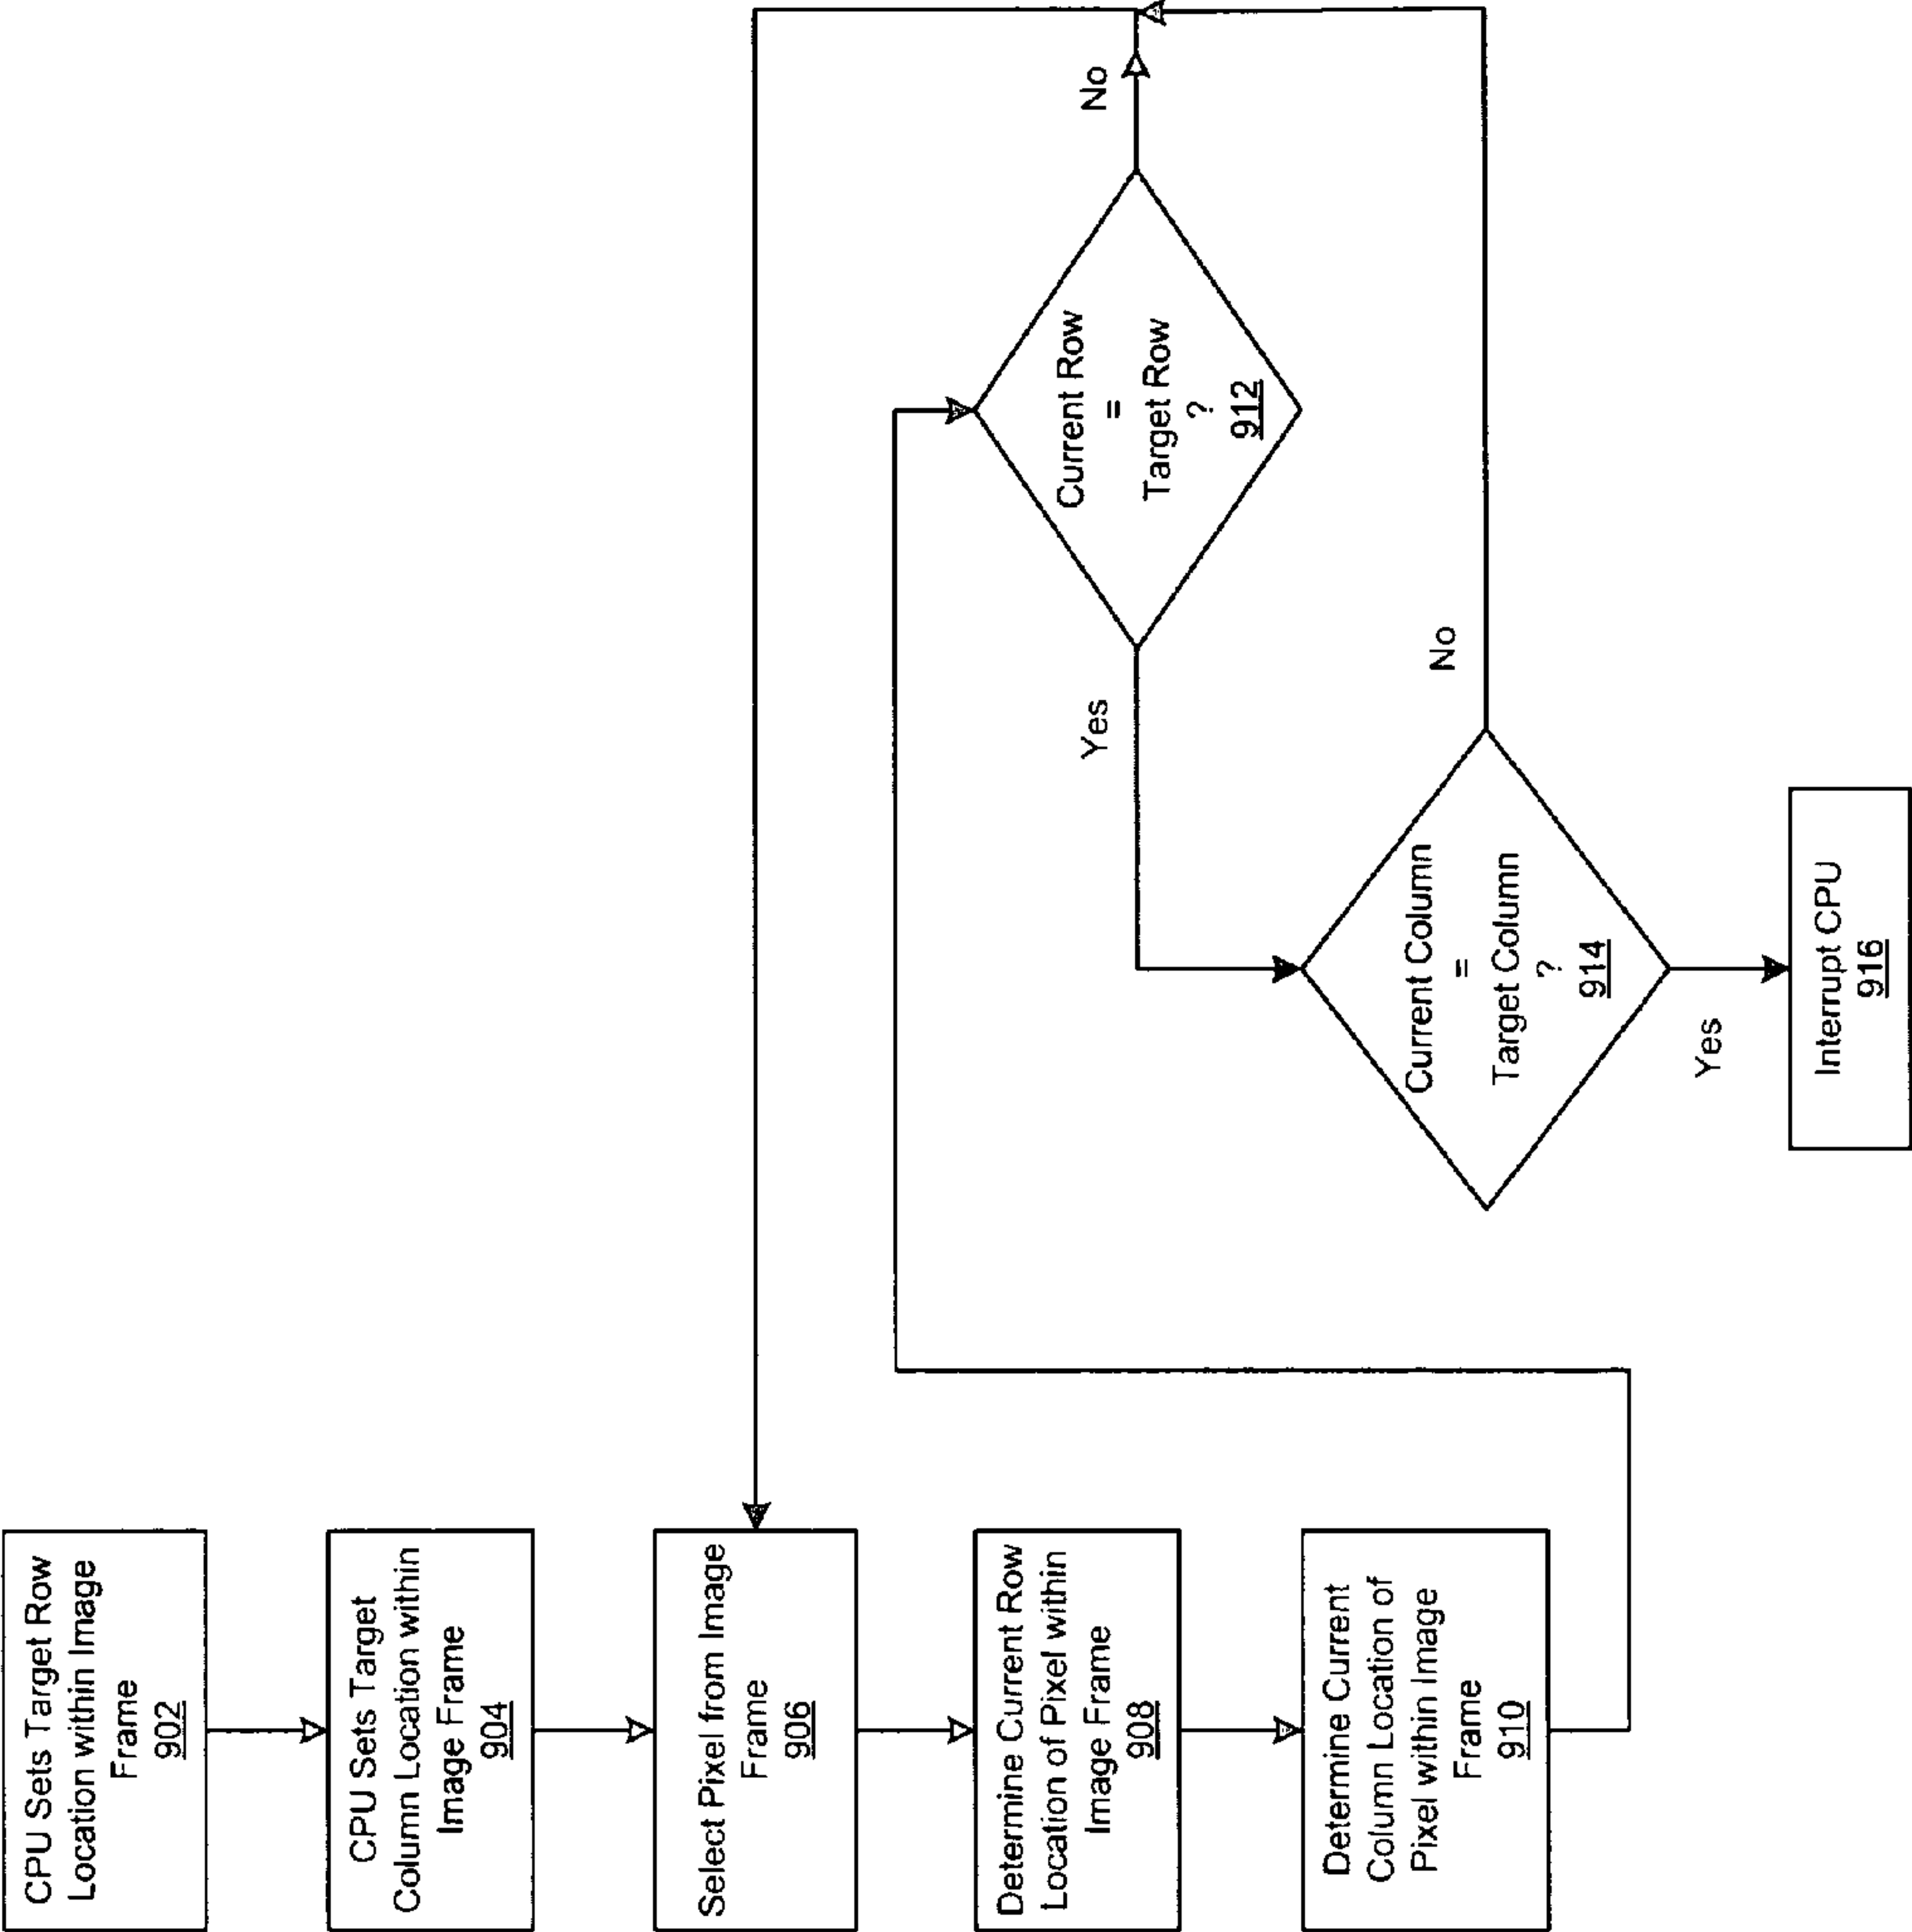 CPU Sets Target Row
Location within Image
Frame
902
CPU Sets Target
Column Location within
Image Frame
904
Select Pixel from Image
Frame
906
Determine Current Row
Location of Pixel within
Image Frame
908
Determine Current
Column Location of
Pixel within Image
Frame
910
Current Row
=
Target Row
?
912
No
Yes
Current Column
=
Target Column
?
914
No
Yes
Interrupt CPU
916